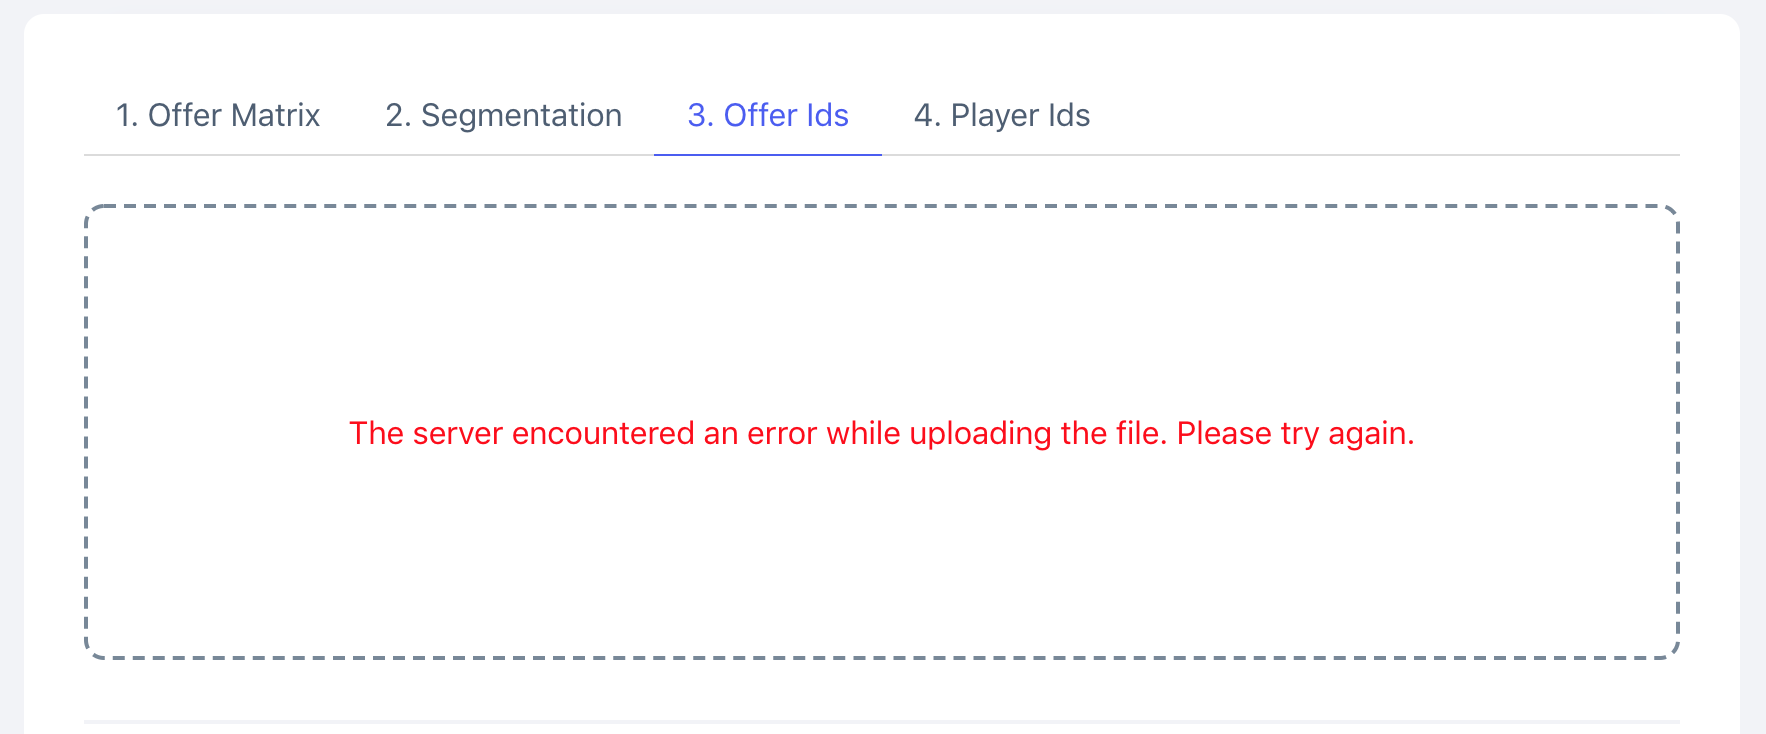 1. Offer Matrix 2. Segmentation 3. Offer Ids 4. Player Ids
The server encountered an error while uploading the file. Please try again.